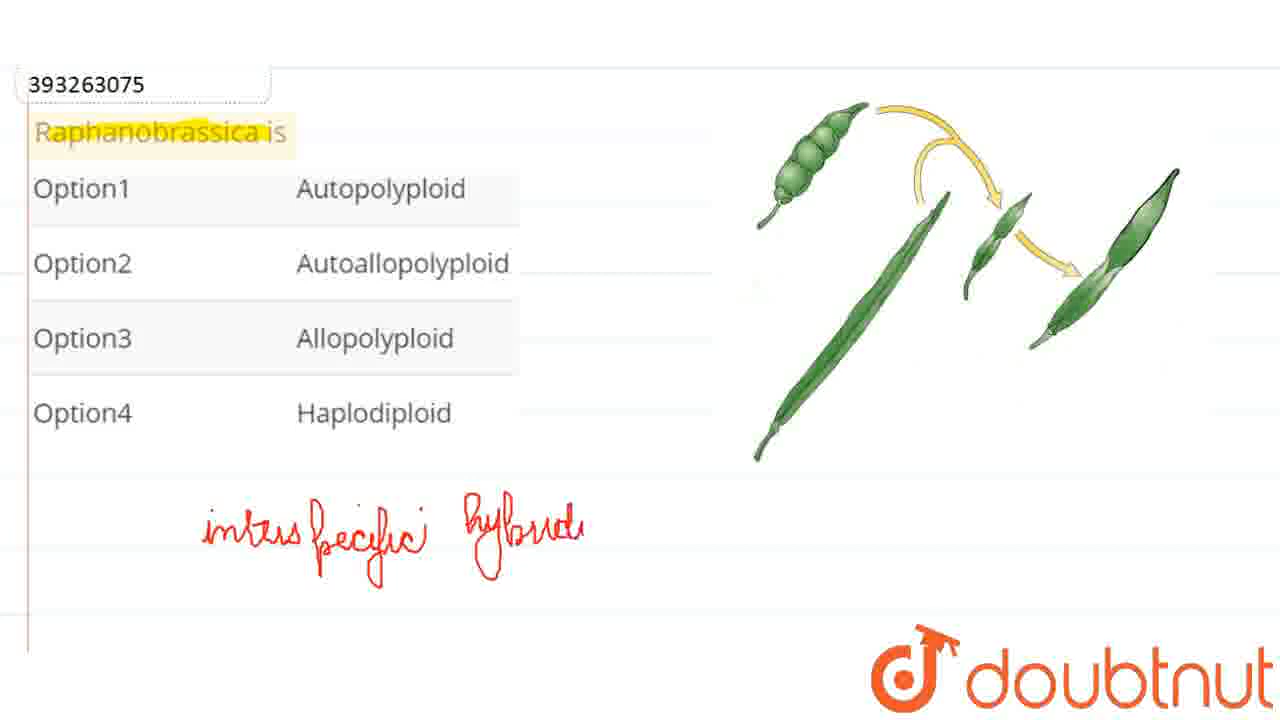 393263075
Raphanobrassica is
Option1 Autopolyploid
Option2 Autoallopolyploid
Option3 Allopolyploid
Option4 Haplodiploid
interspecific hybrid
doubtnut